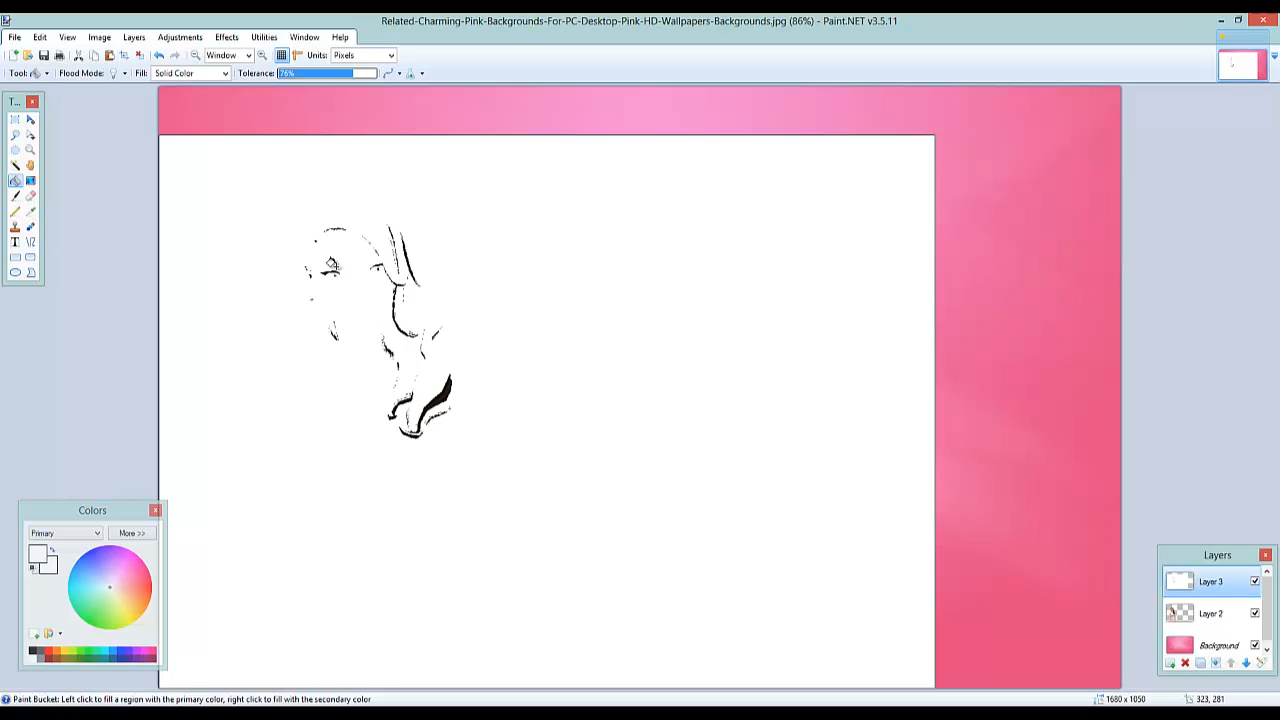 Related-Charming-Pink-Backgrounds-For-PC-Desktop-Pink-HD-Wallpapers-Backgrounds.jpg (86%) - Paint.NET v3.5.11
File Edit View Image Layers Adjustments Effects Utilities Window Help
Window Units: Pixels
Tool: Flood Mode: Fill: Solid Color Tolerance: 76%
T...
Colors
Primary More >>
Layers
Layer 3
Layer 2
Background
Paint Bucket: Left click to fill a region with the primary color, right click to fill with the secondary color 1680 x 1050 323, 281